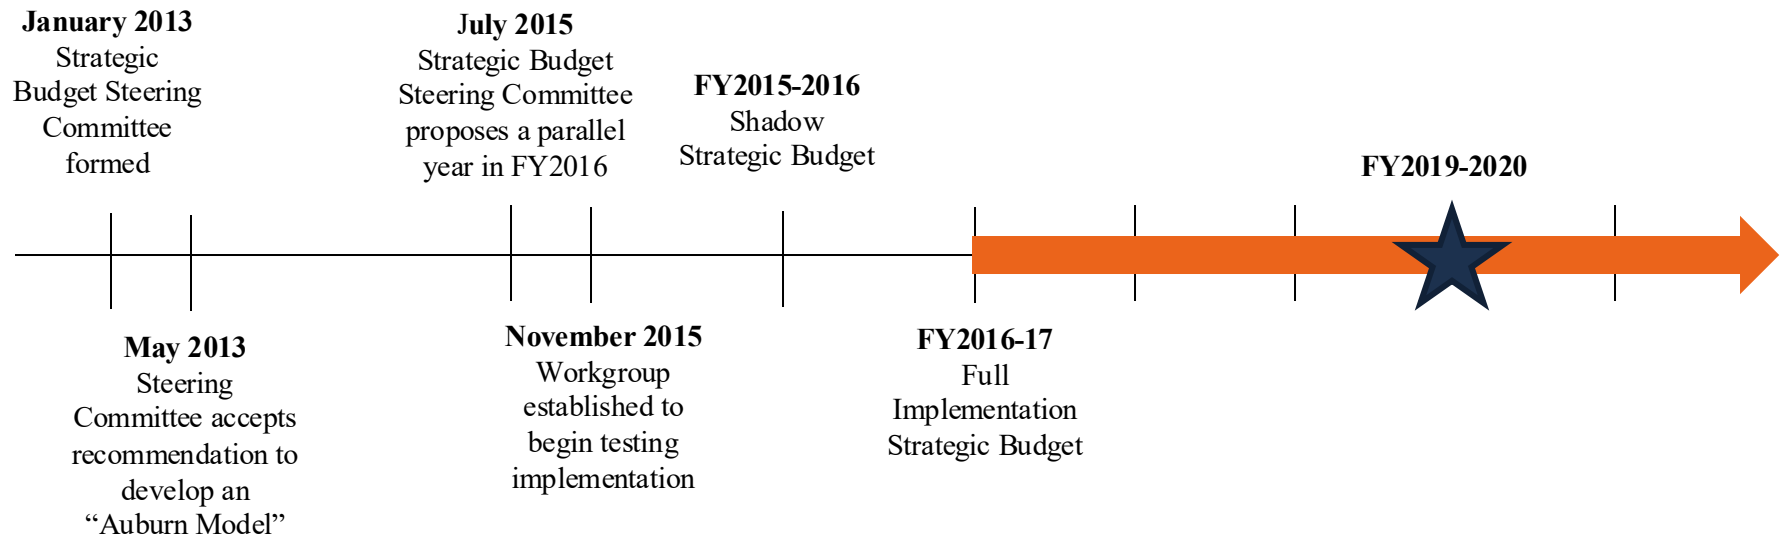 January 2013
Strategic
Budget Steering
Committee
formed
July 2015
Strategic Budget
Steering Committee
proposes a parallel
year in FY2016
FY2015-2016
Shadow
Strategic Budget
FY2019-2020
May 2013
Steering
Committee accepts
recommendation to
develop an
“Auburn Model”
November 2015
Workgroup
established to
begin testing
implementation
FY2016-17
Full
Implementation
Strategic Budget